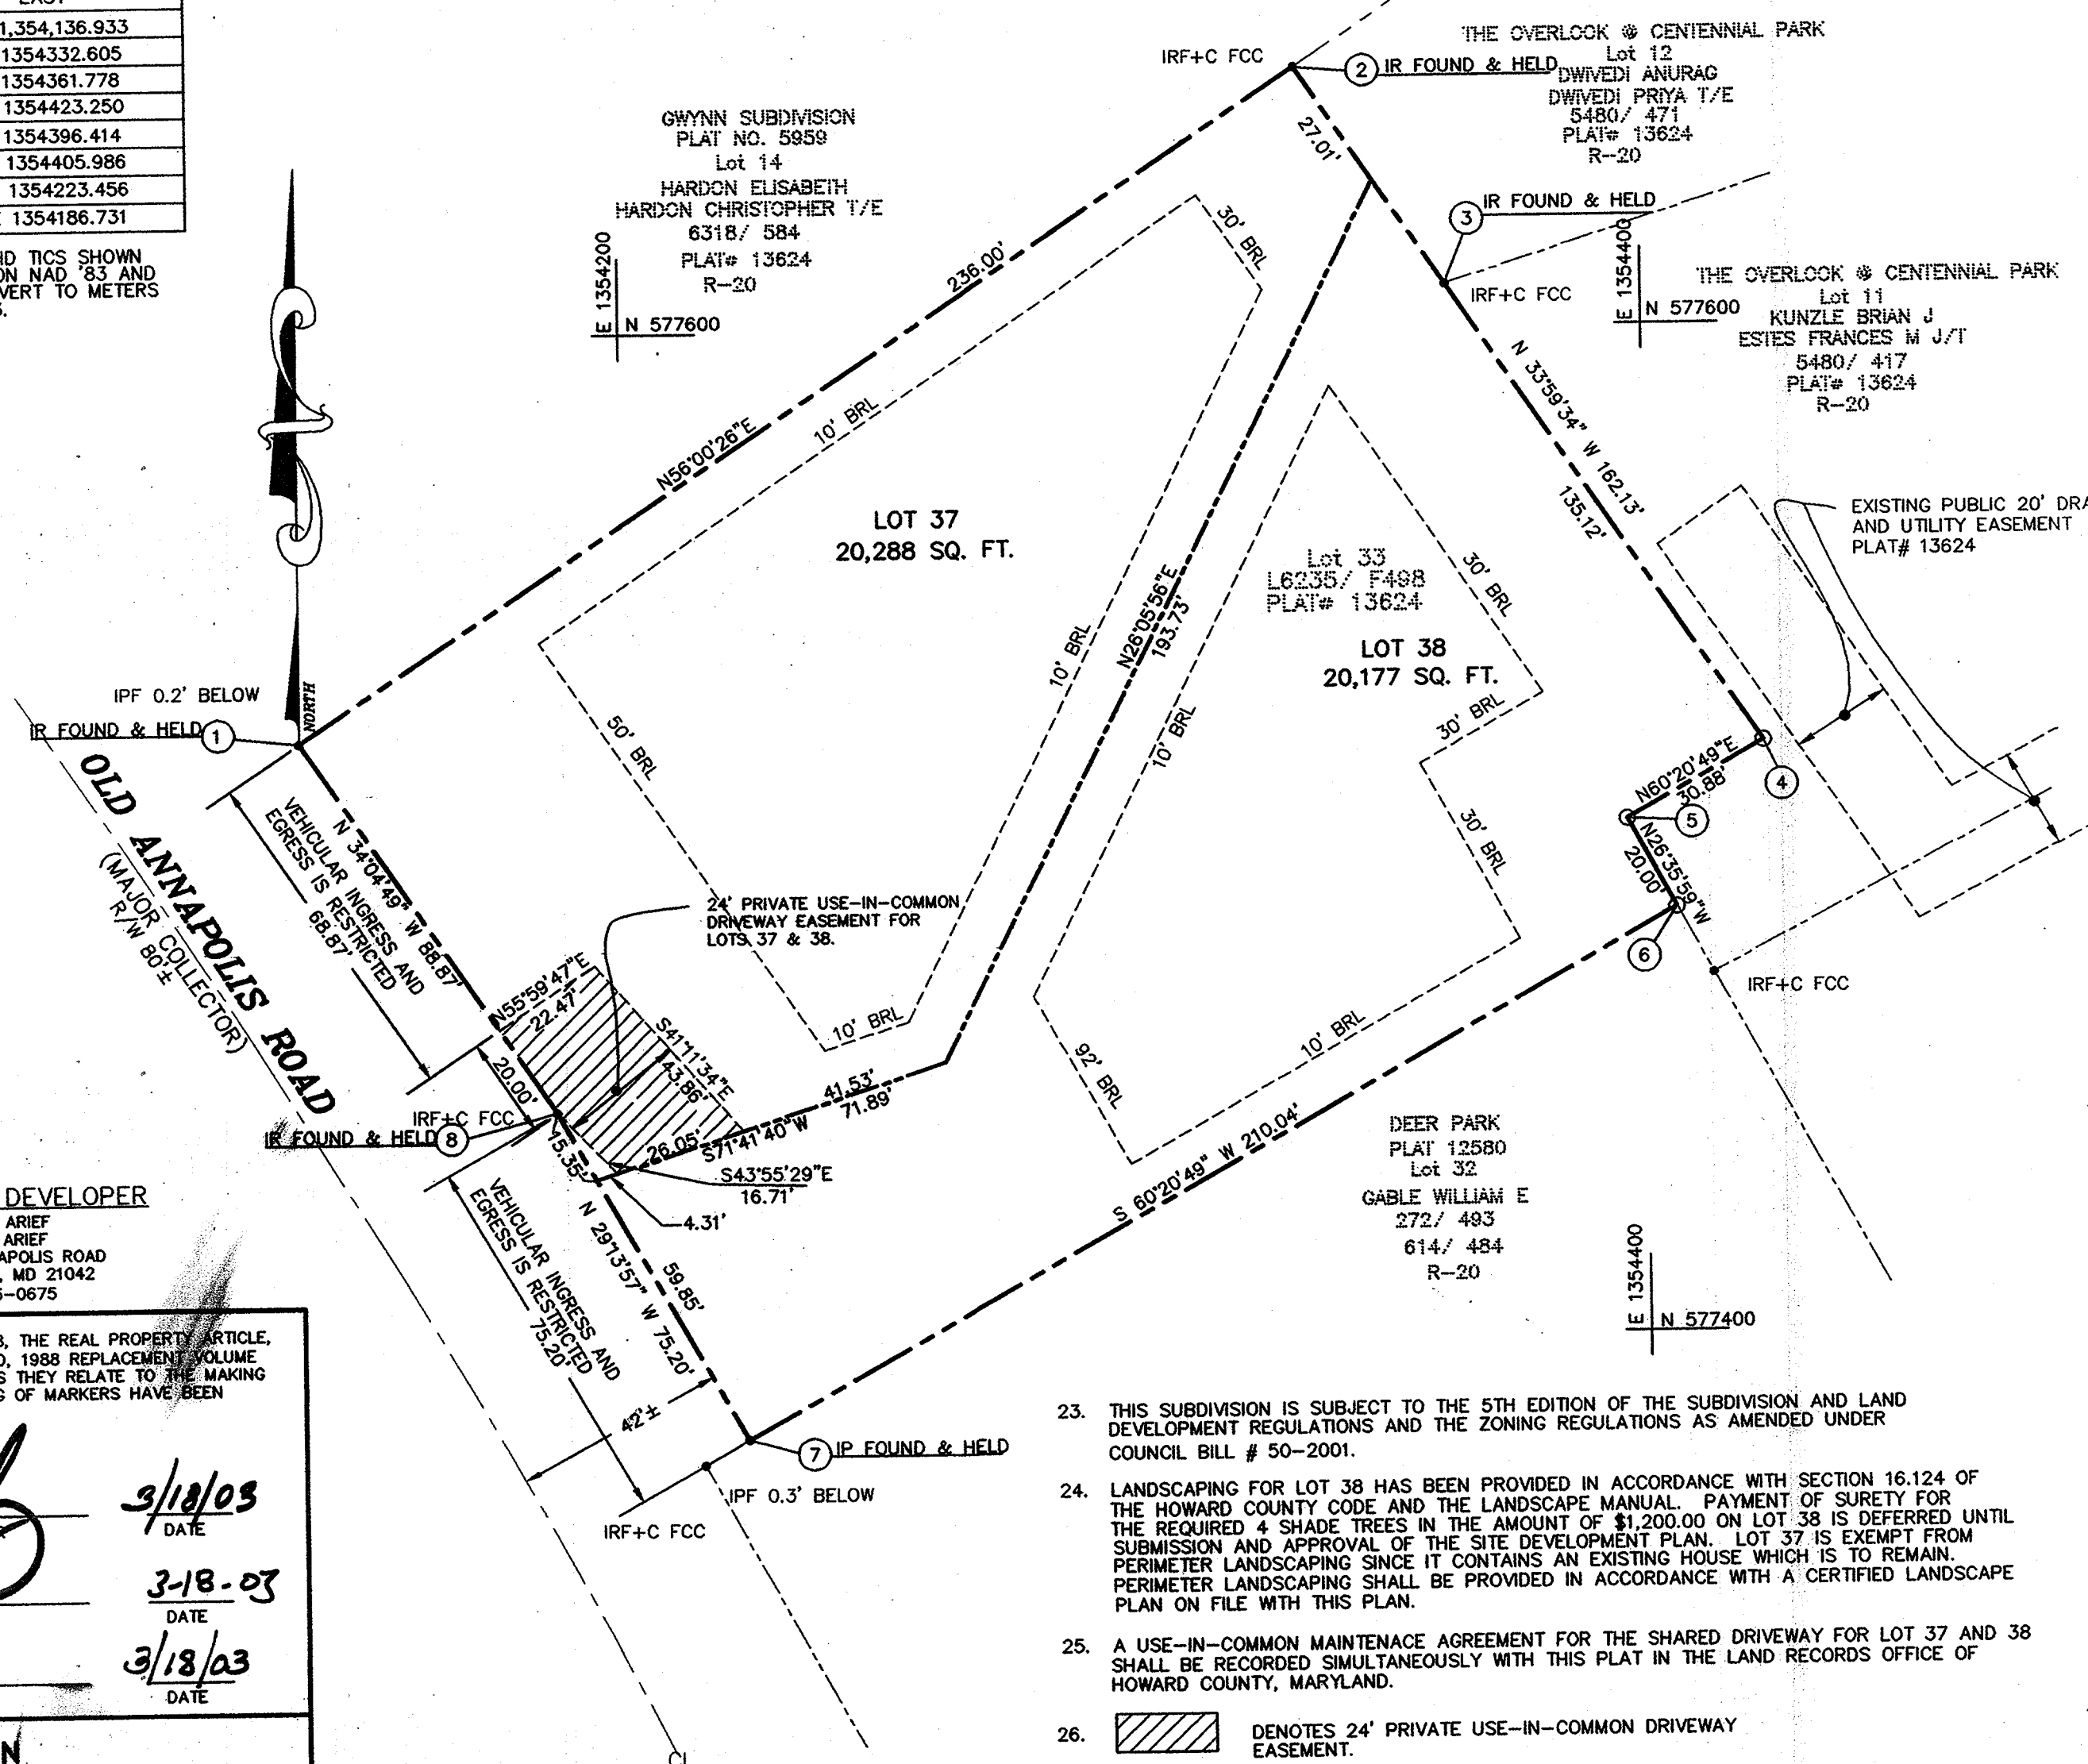 EAST
1,354,136.933
1354332.605
1354361.778
1354423.250
1354396.414
1354405.986
1354223.456
1354186.731
ID TICS SHOWN
ON NAD '83 AND
VERT TO METERS
GWYNN SUBDIVISION
PLAT NO. 5959
Lot 14
HARDON ELISABETH
HARDON CHRISTOPHER T/E
6318/ 584
PLAT# 13624
R-20
IRF+C FCC
2
IR FOUND & HELD
THE OVERLOOK @ CENTENNIAL PARK
Lot 12
DWIVEDI ANURAG
DWIVEDI PRIYA T/E
5480/ 471
PLAT# 13624
R-20
27.01'
3
IR FOUND & HELD
IRF+C FCC
E 1354200
N 577600
E 1354400
N 577600
THE OVERLOOK @ CENTENNIAL PARK
Lot 11
KUNZLE BRIAN J
ESTES FRANCES M J/T
5480/ 417
PLAT# 13624
R-20
236.00'
N56°00'26"E
10' BRL
30' BRL
N 33°59'34" W 162.13'
135.12'
EXISTING PUBLIC 20' DRA
AND UTILITY EASEMENT
PLAT# 13624
LOT 37
20,288 SQ. FT.
Lot 33
L6235/ F498
PLAT# 13624
30' BRL
LOT 38
20,177 SQ. FT.
N26°05'56"E
193.73'
10' BRL
10' BRL
30' BRL
30' BRL
50' BRL
NORTH
IPF 0.2' BELOW
IR FOUND & HELD
1
OLD ANNAPOLIS ROAD
(MAJOR COLLECTOR)
R/W 80'±
N 34°04'49" W 88.87'
VEHICULAR INGRESS AND
EGRESS IS RESTRICTED
68.87'
N60°20'49"E
30.88'
4
5
N26°35'59"W
20.00'
6
IRF+C FCC
24' PRIVATE USE-IN-COMMON
DRIVEWAY EASEMENT FOR
LOTS 37 & 38.
N55°59'47"E
22.47'
S41°11'34"E
43.86'
20.00'
10' BRL
92' BRL
10' BRL
41.53'
71.89'
26.05'
S71°41'40"W
S43°55'29"E
16.71'
4.31'
15.35'
IRF+C FCC
IR FOUND & HELD
8
VEHICULAR INGRESS AND
EGRESS IS RESTRICTED
75.20'
N 29°13'57" W 75.20'
59.85'
S 60°20'49" W 210.04'
DEER PARK
PLAT 12580
Lot 32
GABLE WILLIAM E
272/ 493
614/ 484
R-20
E 1354400
N 577400
42'±
7
IP FOUND & HELD
IPF 0.3' BELOW
IRF+C FCC
CL
DEVELOPER
ARIEF
ARIEF
APOLIS ROAD
, MD 21042
-0675
, THE REAL PROPERTY ARTICLE,
, 1988 REPLACEMENT VOLUME
S THEY RELATE TO THE MAKING
G OF MARKERS HAVE BEEN
3/18/03
DATE
3-18-03
DATE
3/18/03
DATE
N
23. THIS SUBDIVISION IS SUBJECT TO THE 5TH EDITION OF THE SUBDIVISION AND LAND
DEVELOPMENT REGULATIONS AND THE ZONING REGULATIONS AS AMENDED UNDER
COUNCIL BILL # 50-2001.
24. LANDSCAPING FOR LOT 38 HAS BEEN PROVIDED IN ACCORDANCE WITH SECTION 16.124 OF
THE HOWARD COUNTY CODE AND THE LANDSCAPE MANUAL. PAYMENT OF SURETY FOR
THE REQUIRED 4 SHADE TREES IN THE AMOUNT OF $1,200.00 ON LOT 38 IS DEFERRED UNTIL
SUBMISSION AND APPROVAL OF THE SITE DEVELOPMENT PLAN. LOT 37 IS EXEMPT FROM
PERIMETER LANDSCAPING SINCE IT CONTAINS AN EXISTING HOUSE WHICH IS TO REMAIN.
PERIMETER LANDSCAPING SHALL BE PROVIDED IN ACCORDANCE WITH A CERTIFIED LANDSCAPE
PLAN ON FILE WITH THIS PLAN.
25. A USE-IN-COMMON MAINTENACE AGREEMENT FOR THE SHARED DRIVEWAY FOR LOT 37 AND 38
SHALL BE RECORDED SIMULTANEOUSLY WITH THIS PLAT IN THE LAND RECORDS OFFICE OF
HOWARD COUNTY, MARYLAND.
26. DENOTES 24' PRIVATE USE-IN-COMMON DRIVEWAY
EASEMENT.